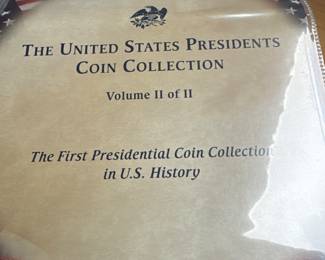 The United States Presidents
Coin Collection
Volume II of II
The First Presidential Coin Collection
in U.S. History